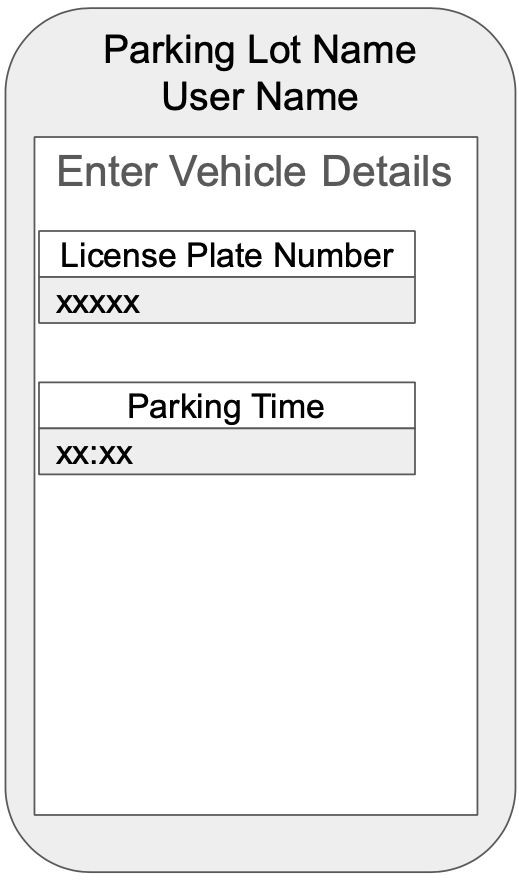 Parking Lot Name
User Name
Enter Vehicle Details
License Plate Number
xxxxx
Parking Time
xx:xx